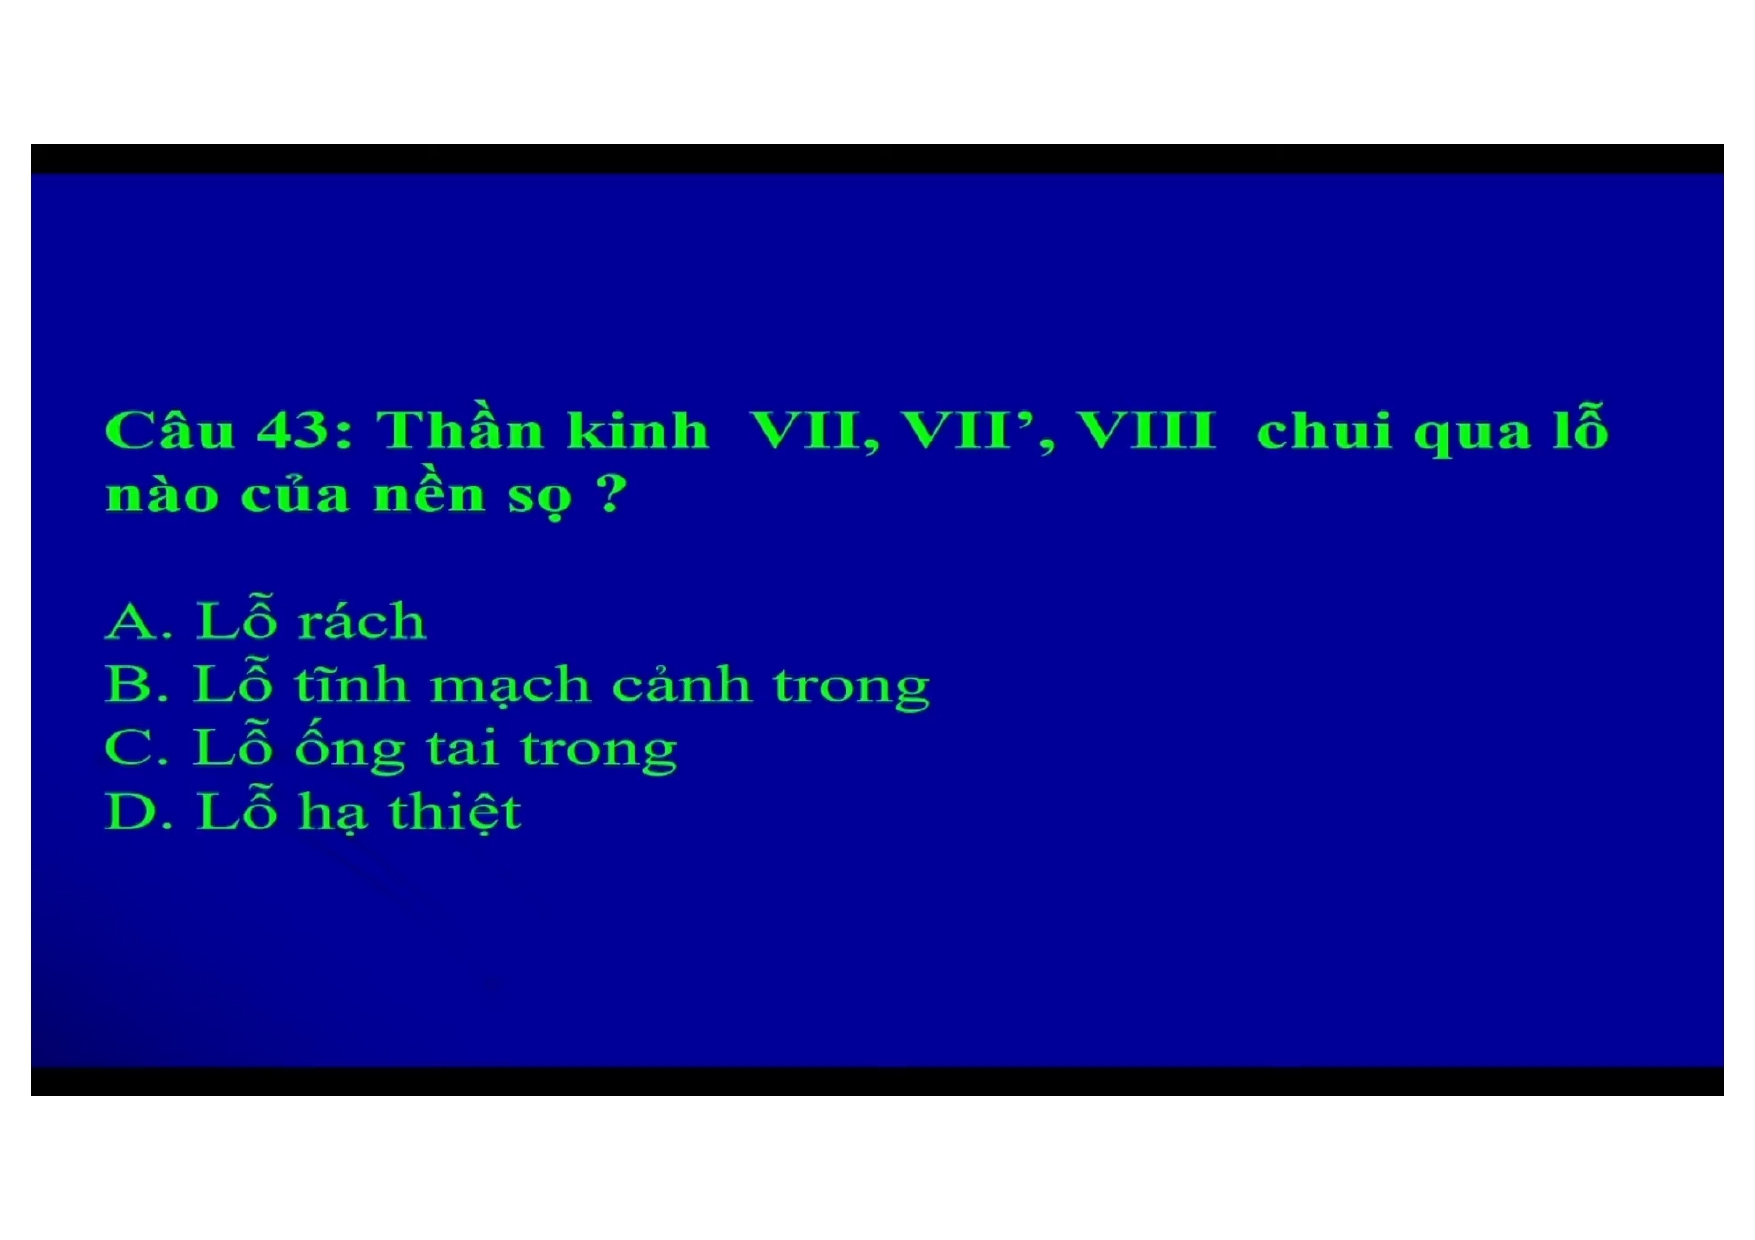 Câu 43: Thần kinh VII, VII’, VIII chui qua lỗ
nào của nền sọ ?
A. Lỗ rách
B. Lỗ tĩnh mạch cảnh trong
C. Lỗ ống tai trong
D. Lỗ hạ thiệt